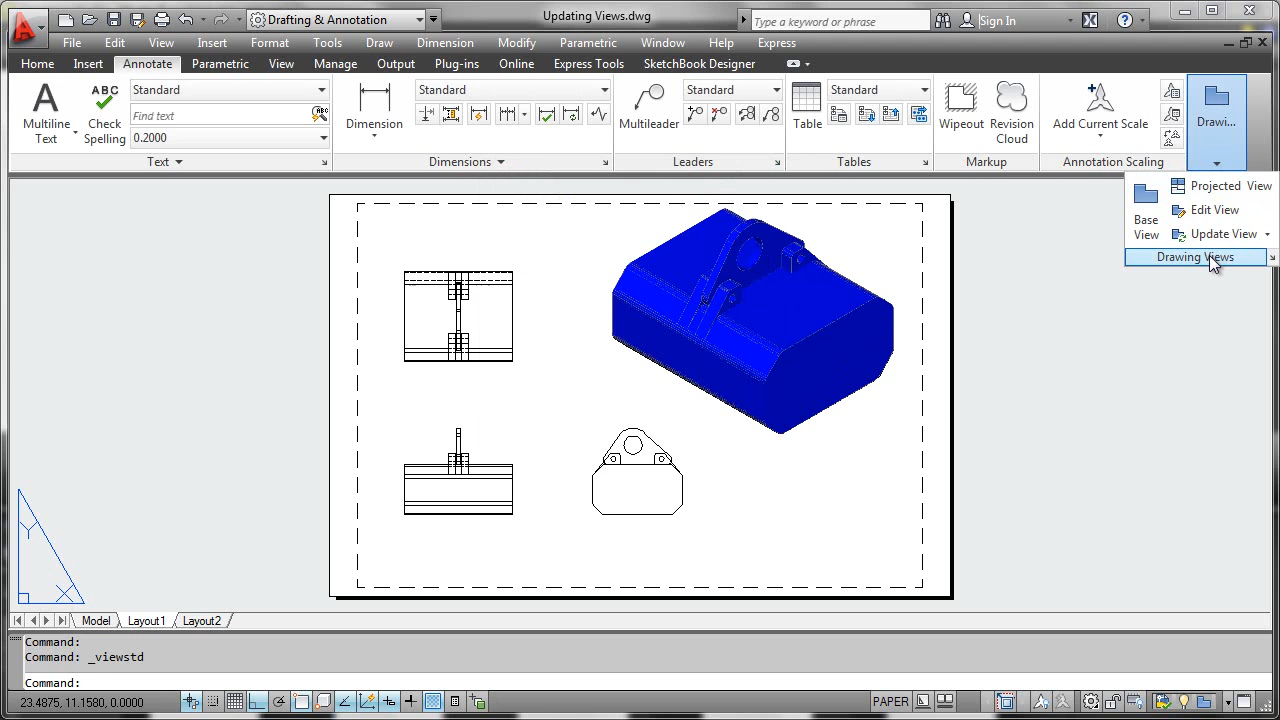 Drafting & Annotation
Updating Views.dwg
Type a keyword or phrase
Sign In
File Edit View Insert Format Tools Draw Dimension Modify Parametric Window Help Express
Home Insert Annotate Parametric View Manage Output Plug-ins Online Express Tools SketchBook Designer
A
Multiline Text
ABC
Check Spelling
Standard
Find text
0.2000
Text
Dimension
Standard
Dimensions
Multileader
Standard
Leaders
Table
Standard
Tables
Wipeout
Revision Cloud
Markup
Add Current Scale
Annotation Scaling
Drawi...
Base View
Projected View
Edit View
Update View
Drawing Views
Y
X
Model Layout1 Layout2
Command:
Command: _viewstd
Command:
23.4875, 11.1580, 0.0000
PAPER